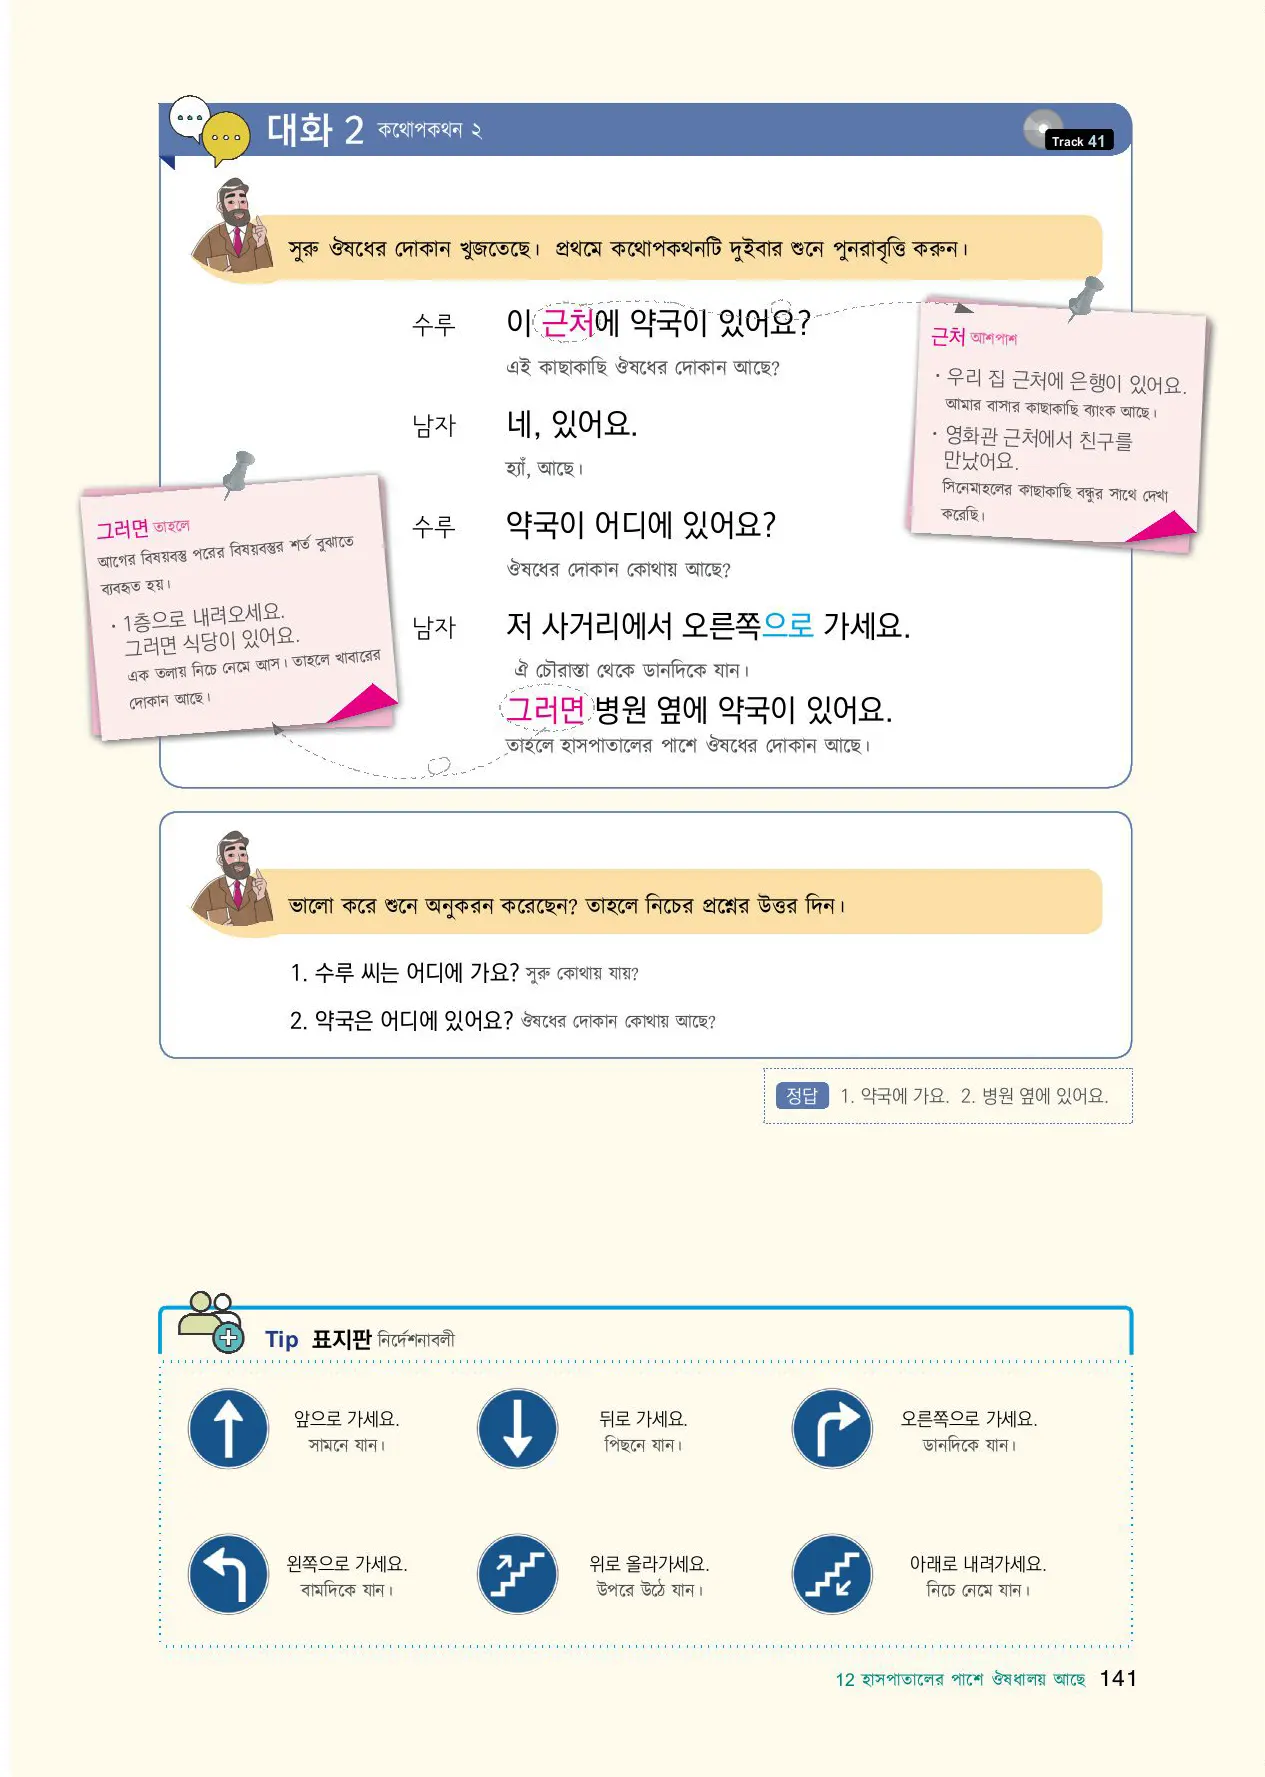 대화 2 কথোপকথন ২
Track 41
সুরু ঔষধের দোকান খুজতেছে। প্রথমে কথোপকথনটি দুইবার শুনে পুনরাবৃত্তি করুন।
수루 이 근처에 약국이 있어요?
এই কাছাকাছি ঔষধের দোকান আছে?
남자 네, 있어요.
হ্যাঁ, আছে।
수루 약국이 어디에 있어요?
ঔষধের দোকান কোথায় আছে?
남자 저 사거리에서 오른쪽으로 가세요.
ঐ চৌরাস্তা থেকে ডানদিকে যান।
그러면 병원 옆에 약국이 있어요.
তাহলে হাসপাতালের পাশে ঔষধের দোকান আছে।
근처 আশপাশ
· 우리 집 근처에 은행이 있어요.
আমার বাসার কাছাকাছি ব্যাংক আছে।
· 영화관 근처에서 친구를
만났어요.
সিনেমাহলের কাছাকাছি বন্ধুর সাথে দেখা
করেছি।
그러면 তাহলে
আগের বিষয়বস্তু পরের বিষয়বস্তুর শর্ত বুঝাতে
ব্যবহৃত হয়।
· 1층으로 내려오세요.
그러면 식당이 있어요.
এক তলায় নিচে নেমে আস। তাহলে খাবারের
দোকান আছে।
ভালো করে শুনে অনুকরন করেছেন? তাহলে নিচের প্রশ্নের উত্তর দিন।
1. 수루 씨는 어디에 가요? সুরু কোথায় যায়?
2. 약국은 어디에 있어요? ঔষধের দোকান কোথায় আছে?
정답 1. 약국에 가요. 2. 병원 옆에 있어요.
Tip 표지판 নির্দেশনাবলী
앞으로 가세요.
সামনে যান।
뒤로 가세요.
পিছনে যান।
오른쪽으로 가세요.
ডানদিকে যান।
왼쪽으로 가세요.
বামদিকে যান।
위로 올라가세요.
উপরে উঠে যান।
아래로 내려가세요.
নিচে নেমে যান।
12 হাসপাতালের পাশে ঔষধালয় আছে 141